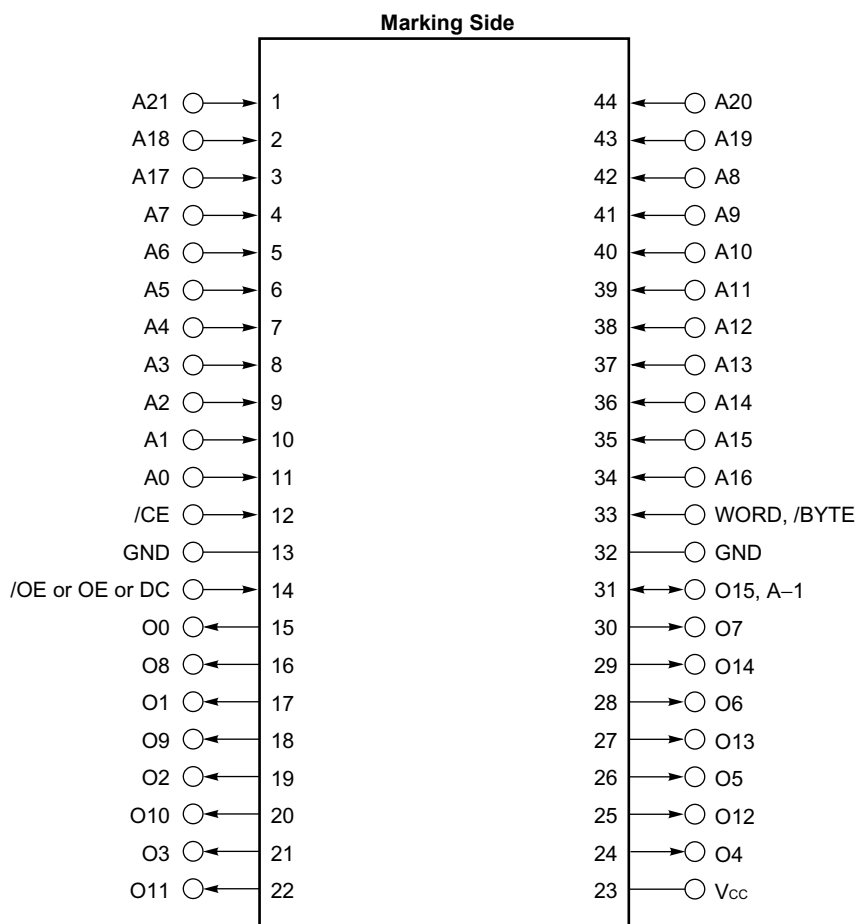 Marking Side
A21 1 44 A20
A18 2 43 A19
A17 3 42 A8
A7 4 41 A9
A6 5 40 A10
A5 6 39 A11
A4 7 38 A12
A3 8 37 A13
A2 9 36 A14
A1 10 35 A15
A0 11 34 A16
/CE 12 33 WORD, /BYTE
GND 13 32 GND
/OE or OE or DC 14 31 O15, A−1
O0 15 30 O7
O8 16 29 O14
O1 17 28 O6
O9 18 27 O13
O2 19 26 O5
O10 20 25 O12
O3 21 24 O4
O11 22 23 Vcc